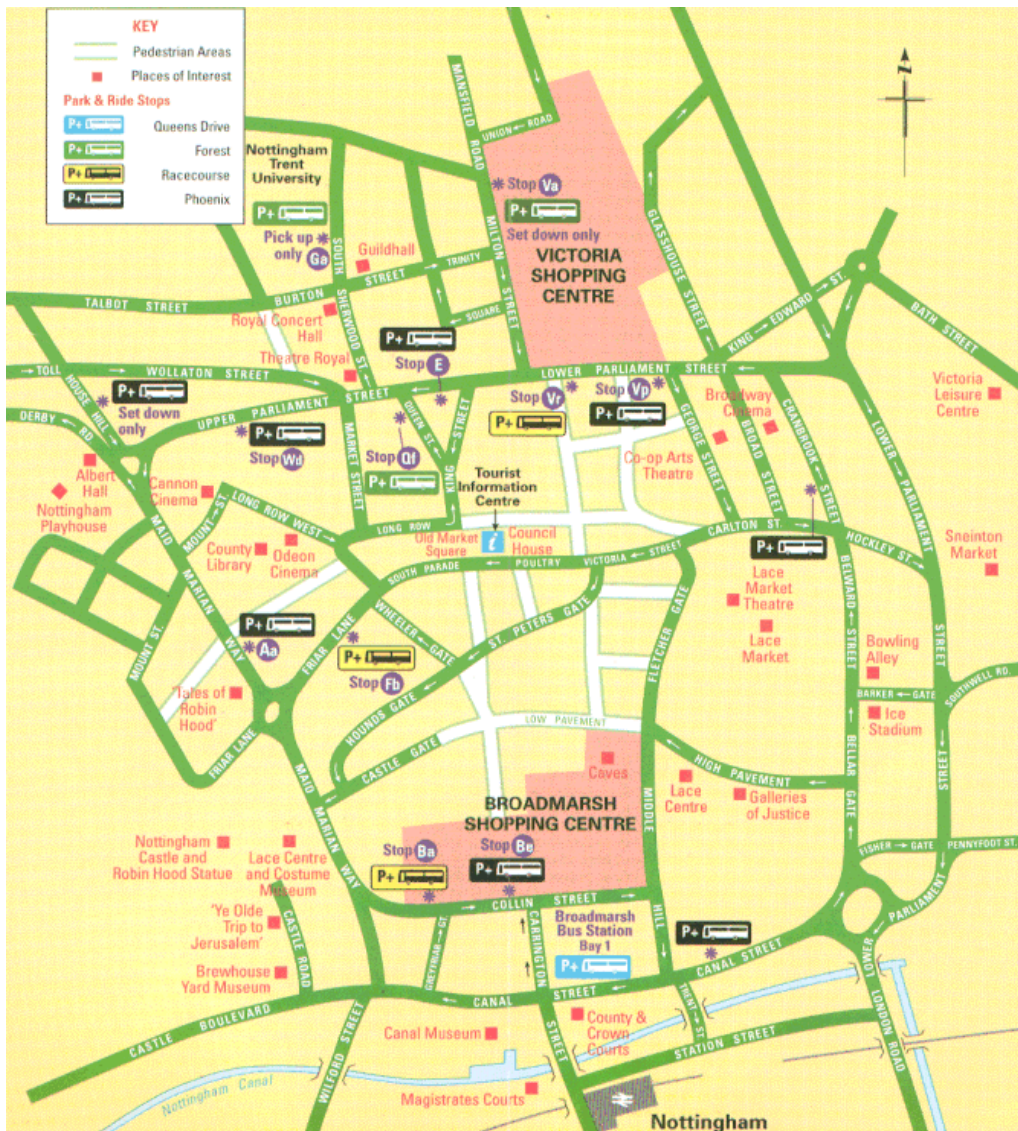 KEY
Pedestrian Areas
Places of Interest
Park & Ride Stops
P+ Queens Drive
P+ Forest
P+ Racecourse
P+ Phoenix
N
MANSFIELD ROAD
UNION ROAD
Nottingham
Trent
University
P+
Pick up
only Ga
SOUTH SHERWOOD ST.
Guildhall
Stop Va
P+
Set down only
MILTON STREET
VICTORIA
SHOPPING
CENTRE
GLASSHOUSE STREET
KING EDWARD ST.
BATH STREET
TALBOT STREET
BURTON STREET
TRINITY
SQUARE
Royal Concert
Hall
Theatre Royal
P+
Stop E
TOLL HOUSE HILL
WOLLATON STREET
LOWER PARLIAMENT STREET
P+
Set down
only
DERBY RD
UPPER PARLIAMENT STREET
P+
Stop Wd
MARKET STREET
QUEEN ST.
KING STREET
Stop Qf
P+
Stop Vr
P+
Stop Vp
P+
GEORGE STREET
Broadway
Cinema
BROAD STREET
CRANBROOK STREET
Co-op Arts
Theatre
Victoria
Leisure
Centre
LOWER PARLIAMENT STREET
Albert
Hall
Nottingham
Playhouse
Cannon
Cinema
MOUNT ST.
LONG ROW WEST
LONG ROW
Tourist
Information
Centre
i
Old Market
Square
Council
House
County
Library
Odeon
Cinema
SOUTH PARADE
POULTRY
VICTORIA STREET
CARLTON ST.
HOCKLEY ST.
P+
Lace
Market
Theatre
Lace
Market
Sneinton
Market
BELWARD STREET
Bowling
Alley
BARKER GATE
Ice
Stadium
SOUTHWELL RD.
MAID MARIAN WAY
MOUNT ST.
P+
Aa
FRIAR LANE
WHEELER GATE
ST. PETERS GATE
P+
Stop Fb
HOUNDS GATE
FLETCHER GATE
'Tales of
Robin
Hood'
FRIAR LANE
CASTLE GATE
LOW PAVEMENT
Caves
HIGH PAVEMENT
Lace
Centre
Galleries
of Justice
BELLAR GATE
MAID MARIAN WAY
BROADMARSH
SHOPPING CENTRE
MIDDLE HILL
Stop Ba
P+
Stop Be
P+
Nottingham
Castle and
Robin Hood Statue
Lace Centre
and Costume
Museum
FISHER GATE
PENNYFOOT ST.
COLLIN STREET
'Ye Olde
Trip to
Jerusalem'
CASTLE ROAD
Brewhouse
Yard Museum
GREYFRIAR GT.
CARRINGTON STREET
Broadmarsh
Bus Station
Bay 1
P+
P+
CANAL STREET
LOWER PARLIAMENT STREET
CANAL STREET
CASTLE BOULEVARD
WILFORD STREET
Canal Museum
County &
Crown
Courts
TRENT ST.
STATION STREET
LONDON ROAD
Nottingham Canal
Magistrates Courts
Nottingham